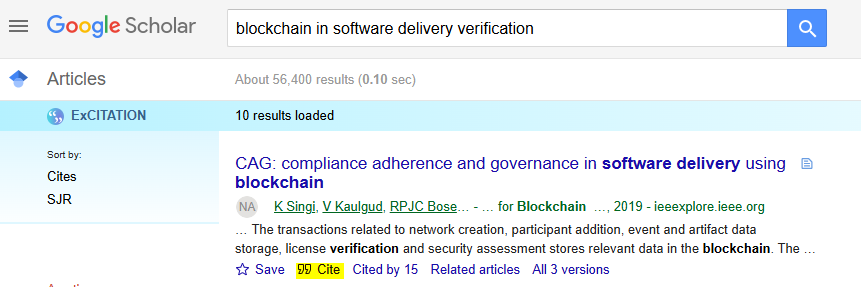 Google Scholar
blockchain in software delivery verification
Articles
About 56,400 results (0.10 sec)
ExCITATION
10 results loaded
Sort by:
Cites
SJR
CAG: compliance adherence and governance in software delivery using
blockchain
NA
K Singi, V Kaulgud, RPJC Bose… - … for Blockchain …, 2019 - ieeexplore.ieee.org
… The transactions related to network creation, participant addition, event and artifact data
storage, license verification and security assessment stores relevant data in the blockchain. The …
Save Cite Cited by 15 Related articles All 3 versions